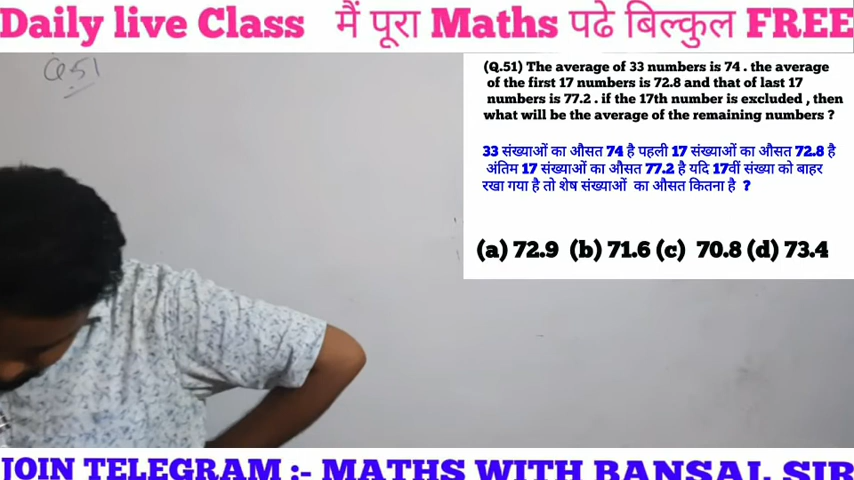 Daily live Class मैं पूरा Maths पढे बिल्कुल FREE
Q.51
(Q.51) The average of 33 numbers is 74 . the average
of the first 17 numbers is 72.8 and that of last 17
numbers is 77.2 . if the 17th number is excluded , then
what will be the average of the remaining numbers ?
33 संख्याओं का औसत 74 है पहली 17 संख्याओं का औसत 72.8 है
अंतिम 17 संख्याओं का औसत 77.2 है यदि 17वीं संख्या को बाहर
रखा गया है तो शेष संख्याओं का औसत कितना है ?
(a) 72.9 (b) 71.6 (c) 70.8 (d) 73.4
JOIN TELEGRAM :- MATHS WITH BANSAL SIR